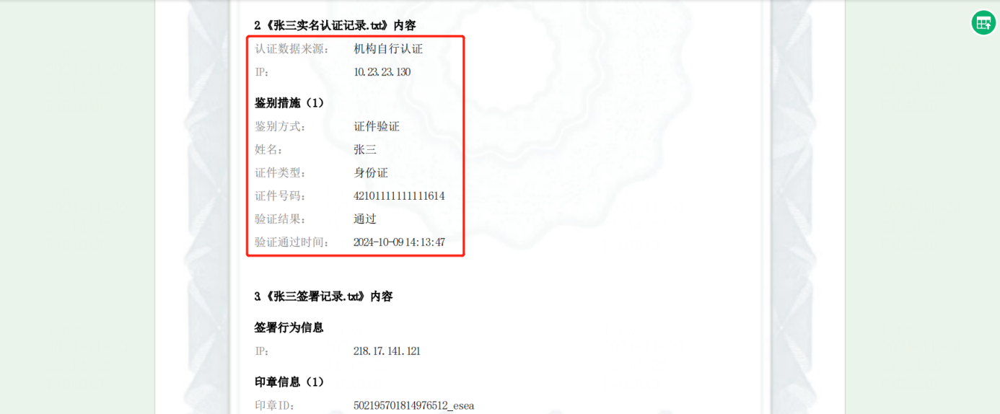 2.《张三实名认证记录.txt》内容
认证数据来源： 机构自行认证
IP： 10.23.23.130
鉴别措施（1）
鉴别方式： 证件验证
姓名： 张三
证件类型： 身份证
证件号码： 42101111111111614
验证结果： 通过
验证通过时间： 2024-10-09 14:13:47
3.《张三签署记录.txt》内容
签署行为信息
IP： 218.17.141.121
印章信息（1）
印章ID： 502195701814976512_esea